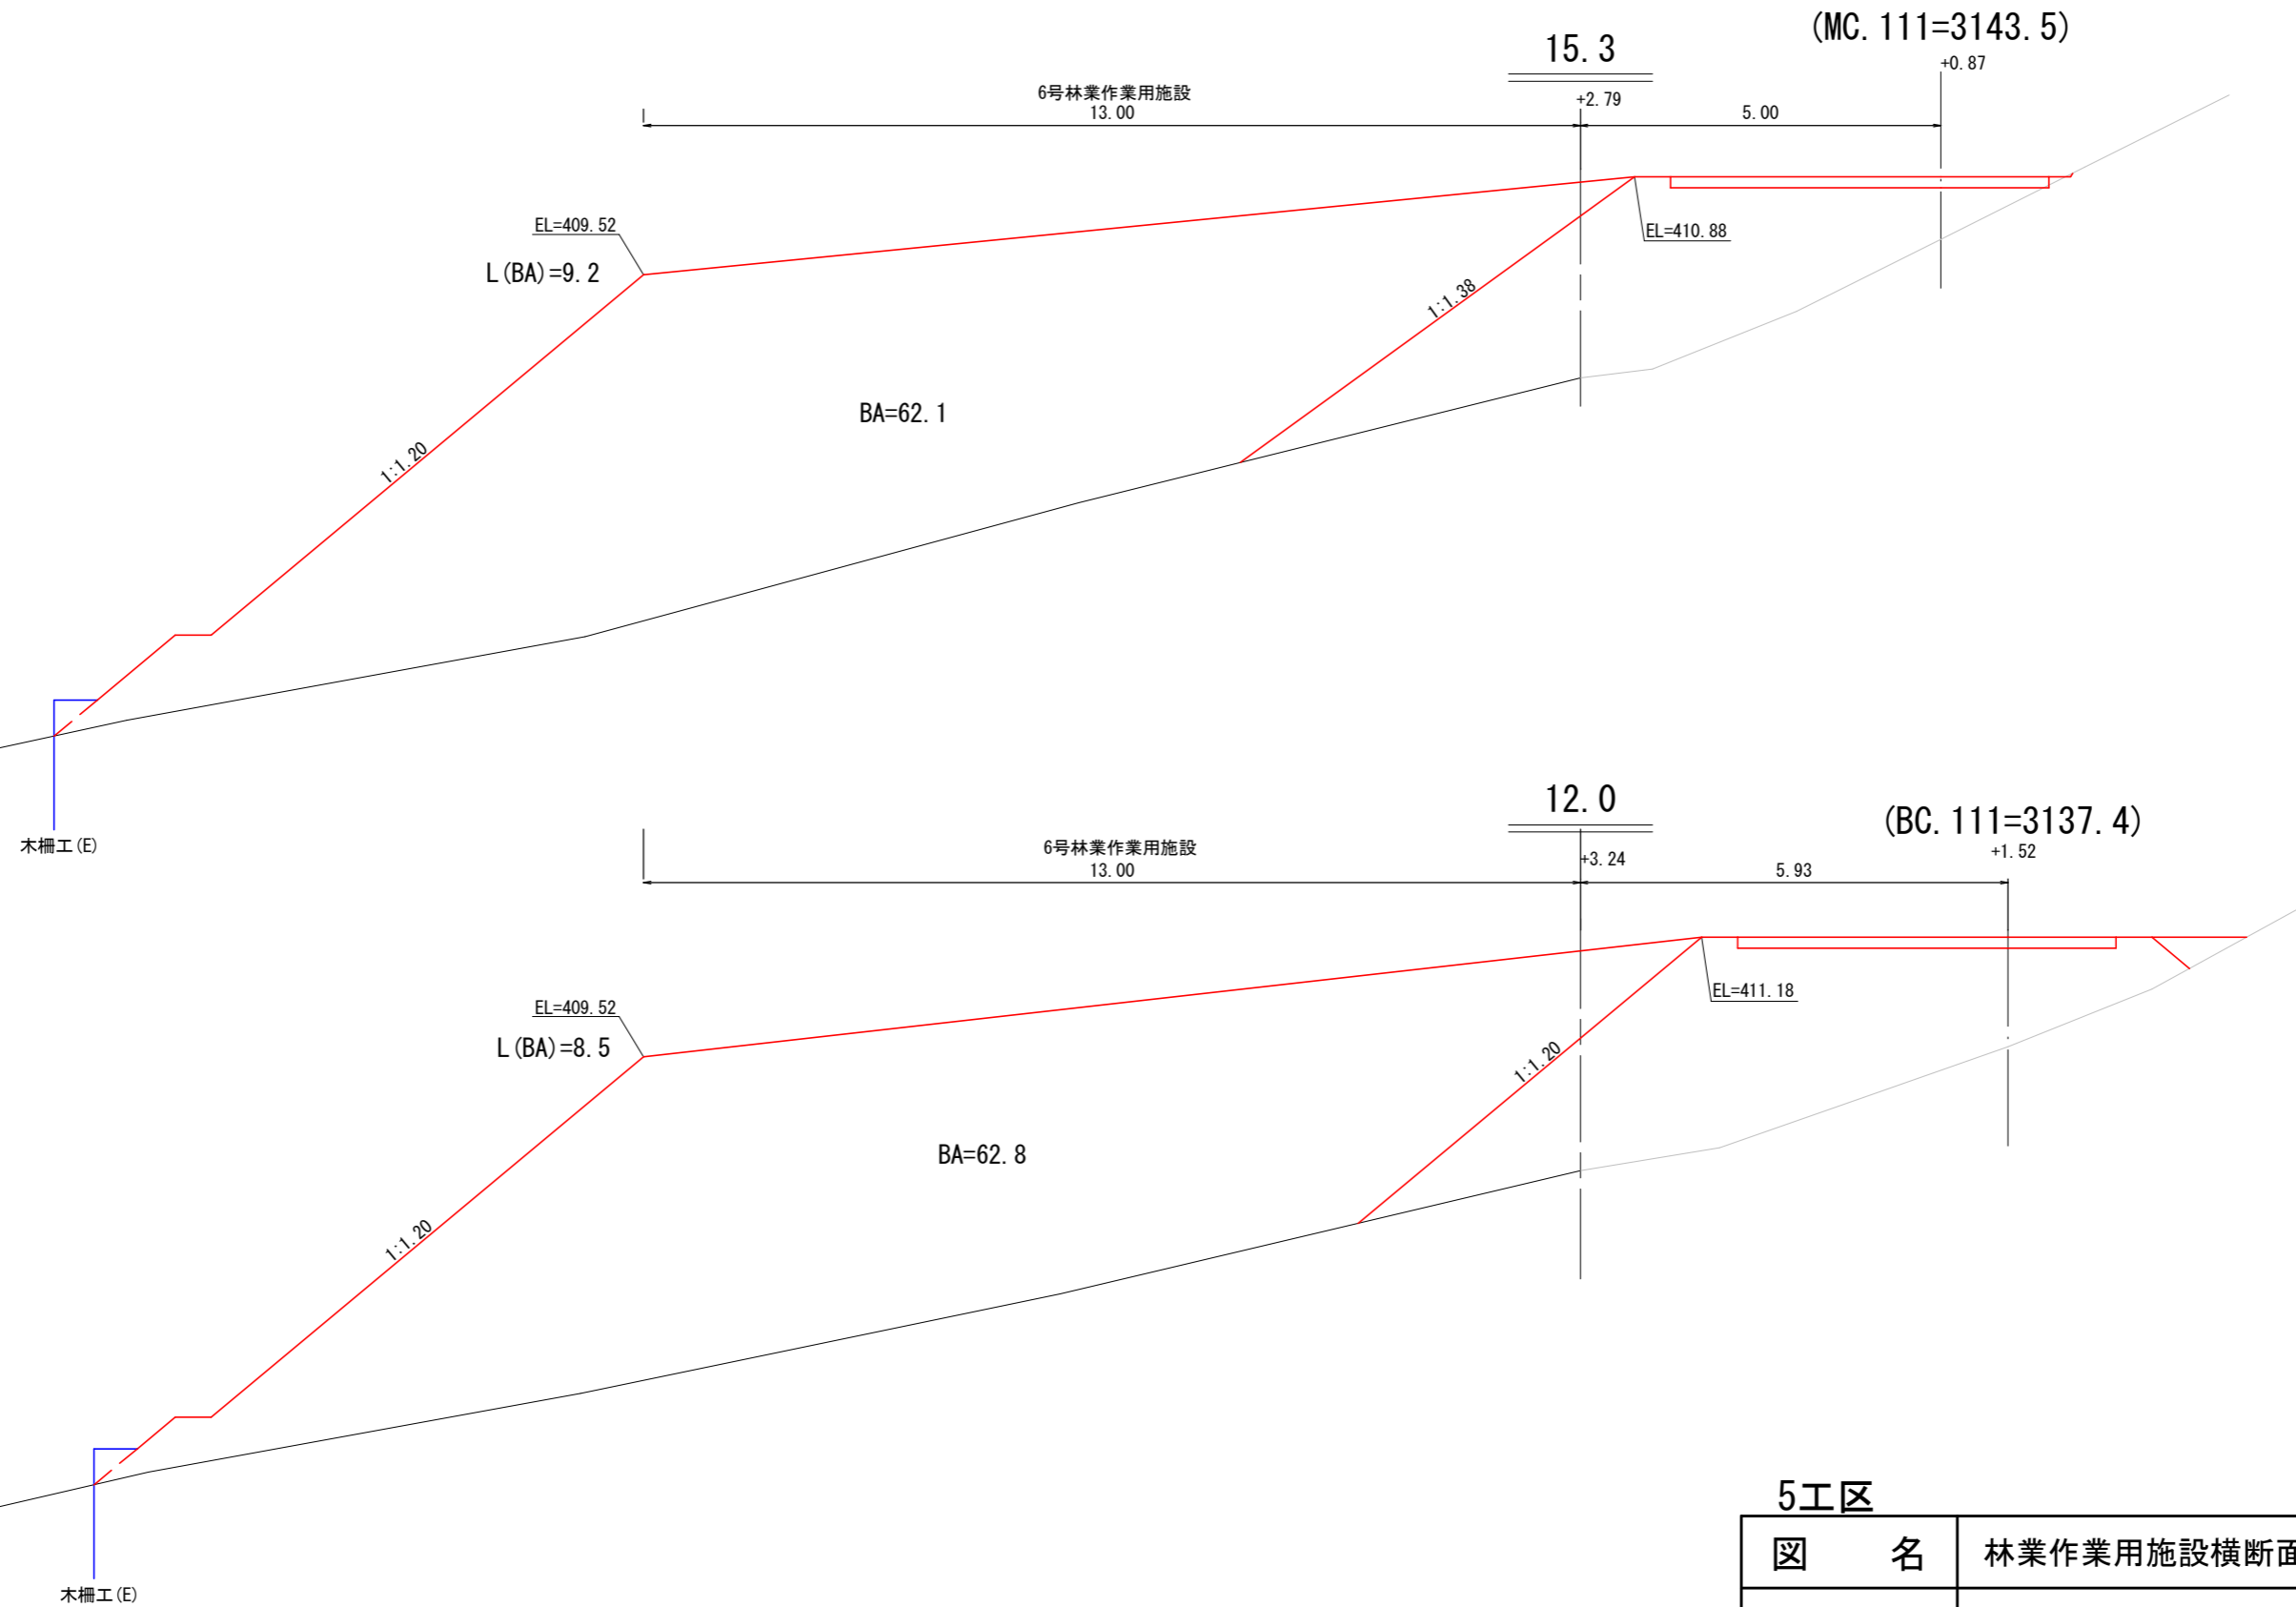 (MC.111=3143.5)
15.3
+0.87
6号林業作業用施設
+2.79
13.00
5.00
EL=409.52
EL=410.88
L(BA)=9.2
1:1.38
BA=62.1
1:1.20
木柵工(E)
12.0
(BC.111=3137.4)
6号林業作業用施設
+3.24
+1.52
13.00
5.93
EL=409.52
EL=411.18
L(BA)=8.5
1:1.20
BA=62.8
1:1.20
木柵工(E)
5工区
図 名
林業作業用施設横断面